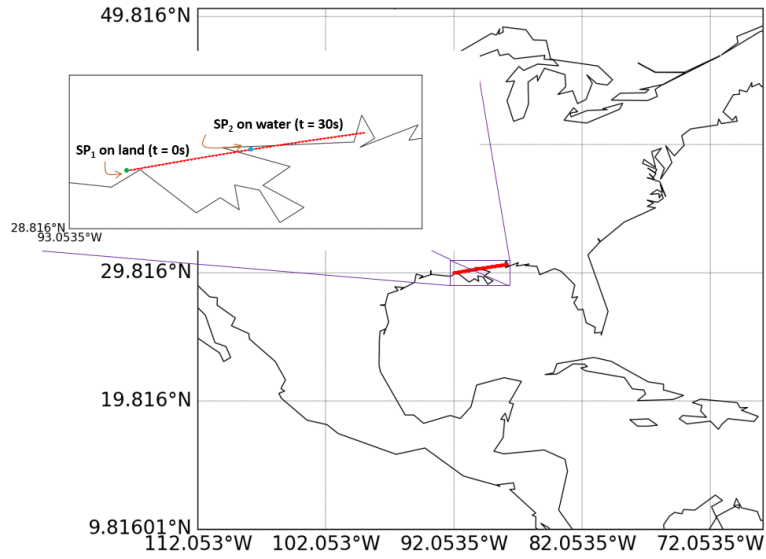 49.816°N
SP2 on water (t = 30s)
SP1 on land (t = 0s)
28.816°N
93.0535°W
29.816°N
19.816°N
9.81601°N
112.053°W 102.053°W 92.0535°W 82.0535°W 72.0535°W